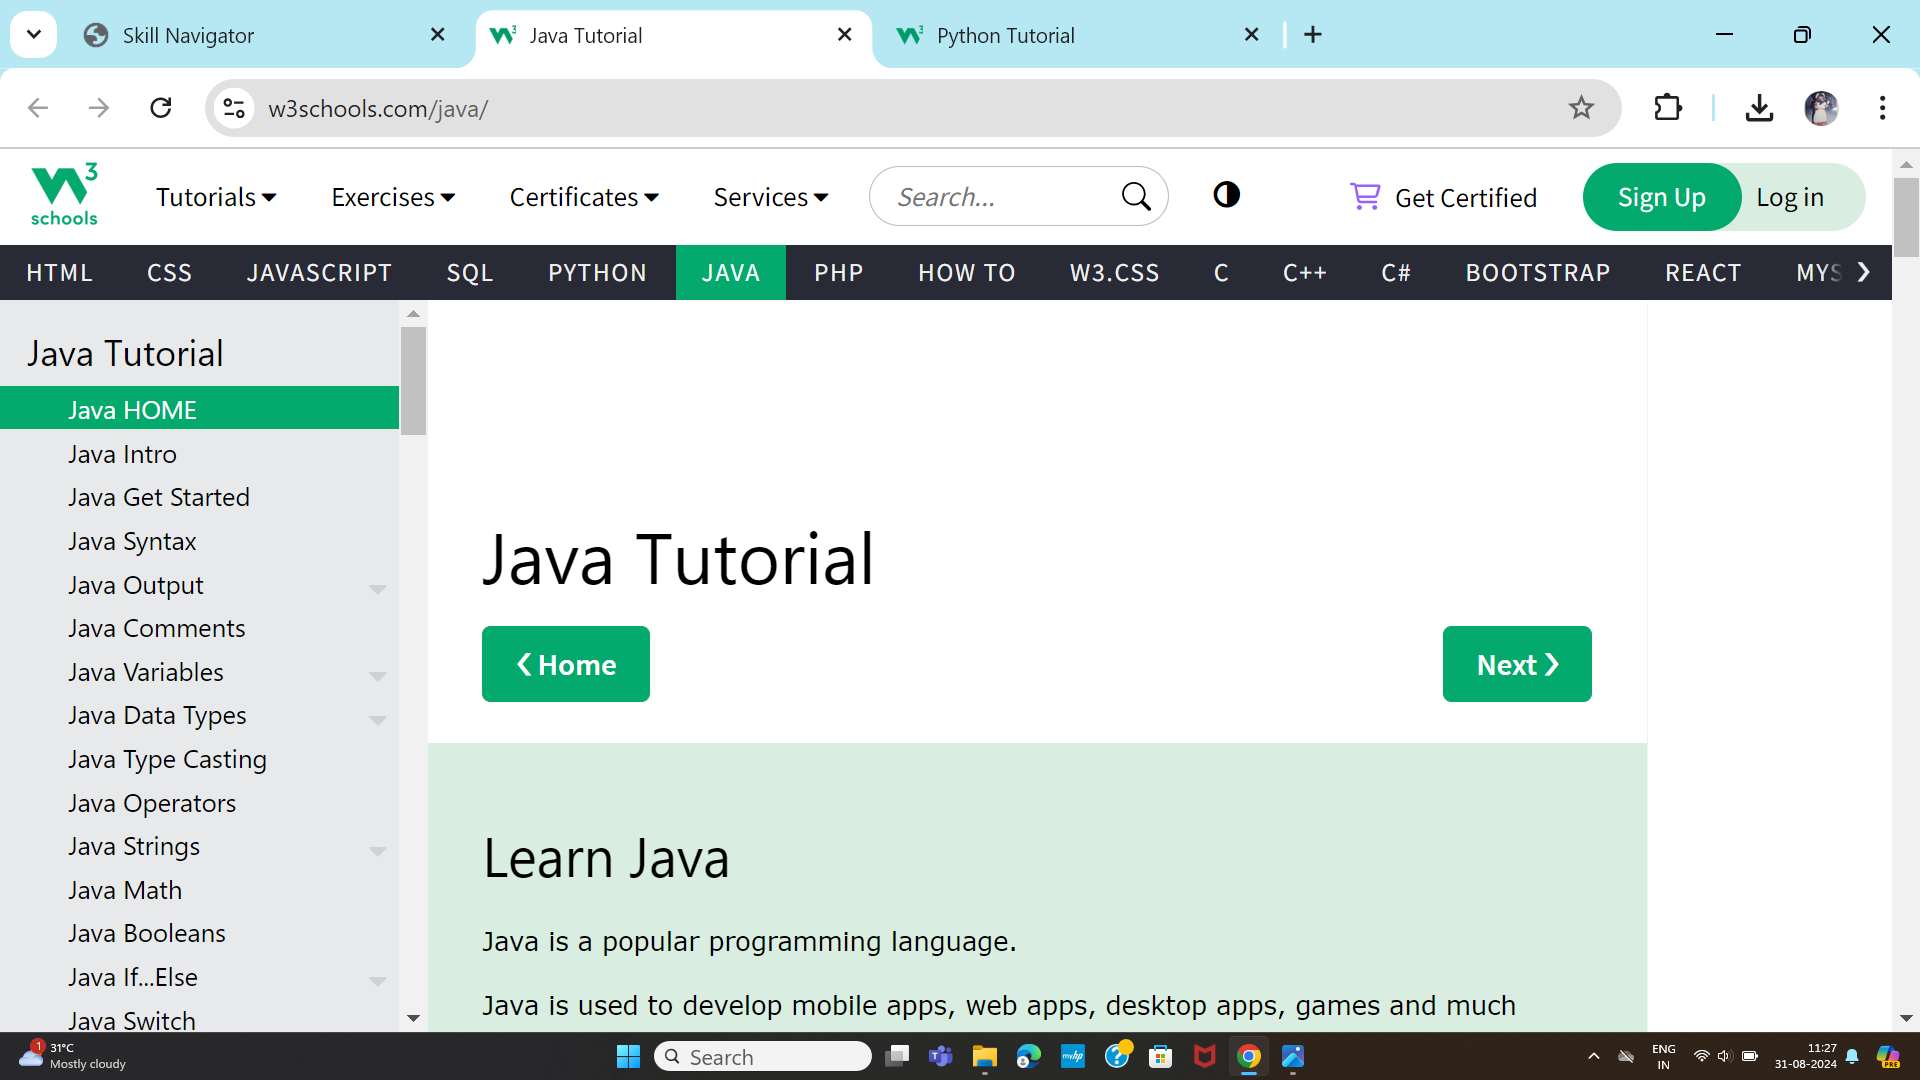 Skill Navigator
Java Tutorial
Python Tutorial
w3schools.com/java/
W3 schools
Tutorials
Exercises
Certificates
Services
Search...
Get Certified
Sign Up
Log in
HTML CSS JAVASCRIPT SQL PYTHON JAVA PHP HOW TO W3.CSS C C++ C# BOOTSTRAP REACT MYS
Java Tutorial
Java HOME
Java Intro
Java Get Started
Java Syntax
Java Output
Java Comments
Java Variables
Java Data Types
Java Type Casting
Java Operators
Java Strings
Java Math
Java Booleans
Java If...Else
Java Switch
Java Tutorial
❮ Home
Next ❯
Learn Java
Java is a popular programming language.
Java is used to develop mobile apps, web apps, desktop apps, games and much
1
31°C
Mostly cloudy
Search
myhp
ENG
IN
11:27
31-08-2024
PRE